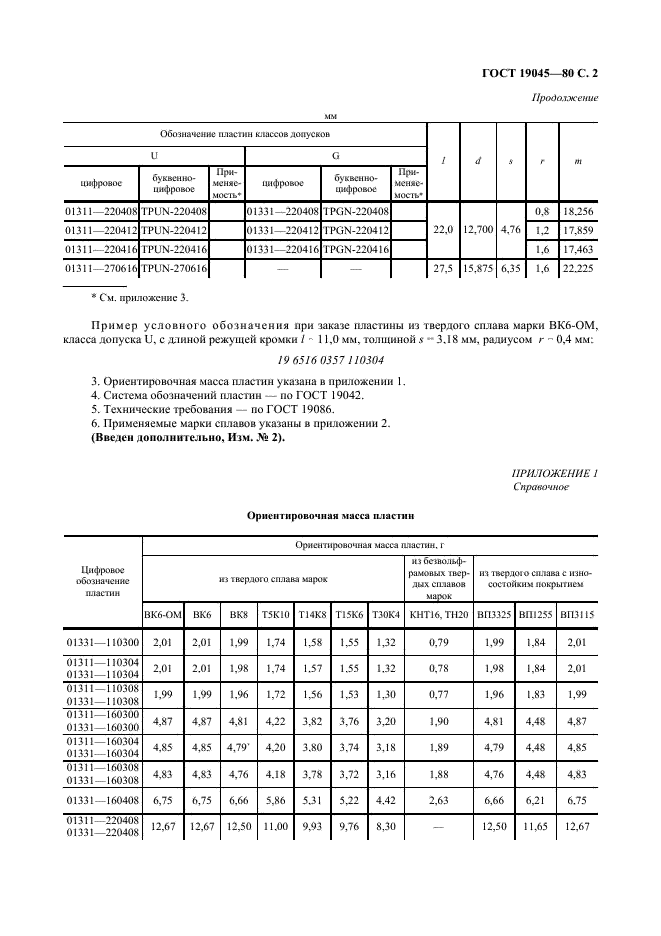 ГОСТ 19045—80 С. 2
Продолжение
мм
Обозначение пластин классов допусков
l d s r m
U G
цифровое буквенно-цифровое При-меняе-мость* цифровое буквенно-цифровое При-меняе-мость*
01311—220408 TPUN-220408 01331—220408 TPGN-220408 22,0 12,700 4,76 0,8 18,256
01311—220412 TPUN-220412 01331—220412 TPGN-220412 1,2 17,859
01311—220416 TPUN-220416 01331—220416 TPGN-220416 1,6 17,463
01311—270616 TPUN-270616 — — 27,5 15,875 6,35 1,6 22,225
* См. приложение 3.
Пример условного обозначения при заказе пластины из твердого сплава марки ВК6-ОМ,
класса допуска U, с длиной режущей кромки l = 11,0 мм, толщиной s = 3,18 мм, радиусом r = 0,4 мм:
19 6516 0357 110304
3. Ориентировочная масса пластин указана в приложении 1.
4. Система обозначений пластин — по ГОСТ 19042.
5. Технические требования — по ГОСТ 19086.
6. Применяемые марки сплавов указаны в приложении 2.
(Введен дополнительно, Изм. № 2).
ПРИЛОЖЕНИЕ 1
Справочное
Ориентировочная масса пластин
Цифровое обозначение пластин
Ориентировочная масса пластин, г
из твердого сплава марок
из безвольф-рамовых твер-дых сплавов марок
из твердого сплава с изно-состойким покрытием
ВК6-ОМ ВК6 ВК8 Т5К10 Т14К8 Т15К6 Т30К4 КНТ16, ТН20 ВП3325 ВП1255 ВП3115
01331—110300 2,01 2,01 1,99 1,74 1,58 1,55 1,32 0,79 1,99 1,84 2,01
01311—110304
01331—110304 2,01 2,01 1,98 1,74 1,57 1,55 1,32 0,78 1,98 1,84 2,01
01311—110308
01331—110308 1,99 1,99 1,96 1,72 1,56 1,53 1,30 0,77 1,96 1,83 1,99
01311—160300
01331—160300 4,87 4,87 4,81 4,22 3,82 3,76 3,20 1,90 4,81 4,48 4,87
01311—160304
01331—160304 4,85 4,85 4,79 4,20 3,80 3,74 3,18 1,89 4,79 4,48 4,85
01311—160308
01331—160308 4,83 4,83 4,76 4,18 3,78 3,72 3,16 1,88 4,76 4,48 4,83
01331—160408 6,75 6,75 6,66 5,86 5,31 5,22 4,42 2,63 6,66 6,21 6,75
01311—220408
01331—220408 12,67 12,67 12,50 11,00 9,93 9,76 8,30 — 12,50 11,65 12,67